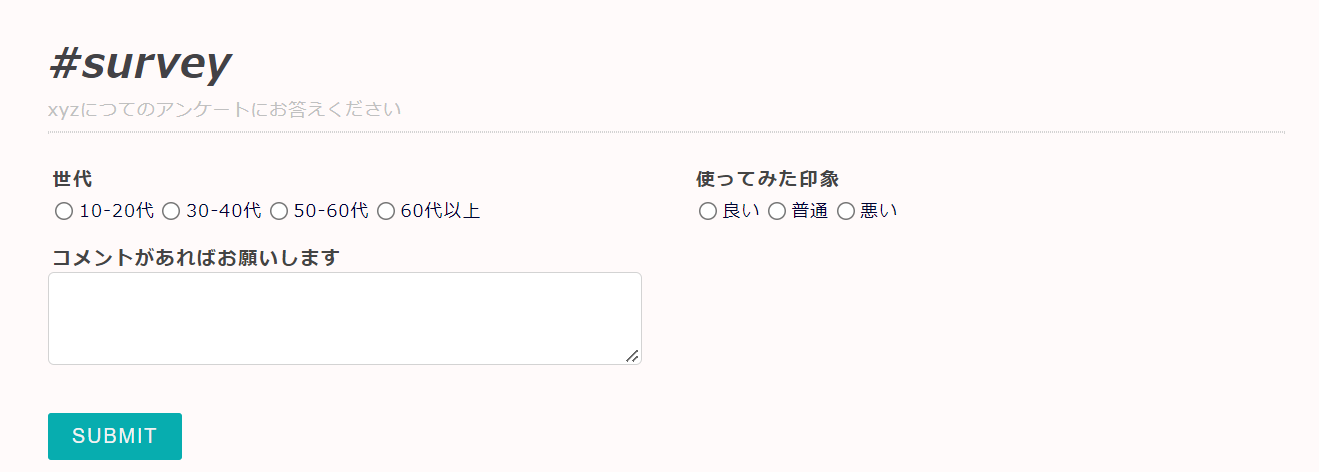 #survey
xyzにつてのアンケートにお答えください
世代
10-20代 30-40代 50-60代 60代以上
使ってみた印象
良い 普通 悪い
コメントがあればお願いします
SUBMIT